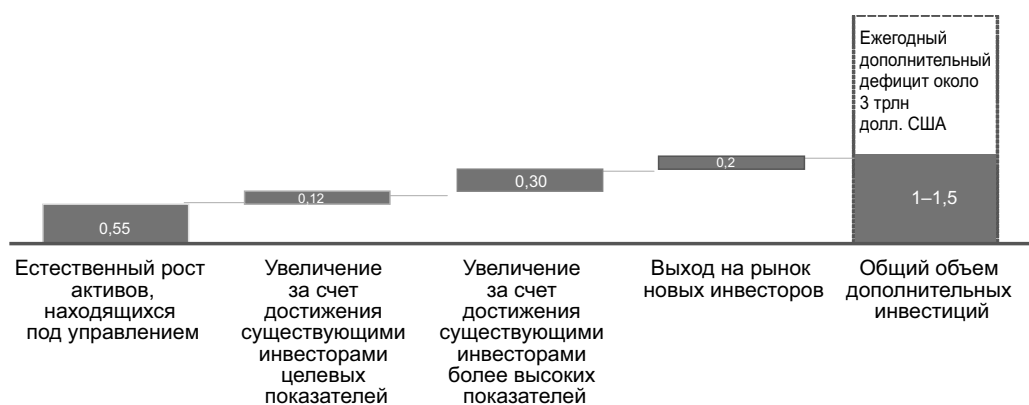 Ежегодный
дополнительный
дефицит около
3 трлн
долл. США
0,55
0,12
0,30
0,2
1–1,5
Естественный рост
активов,
находящихся
под управлением
Увеличение
за счет
достижения
существующими
инвесторами
целевых
показателей
Увеличение
за счет
достижения
существующими
инвесторами
более высоких
показателей
Выход на рынок
новых инвесторов
Общий объем
дополнительных
инвестиций